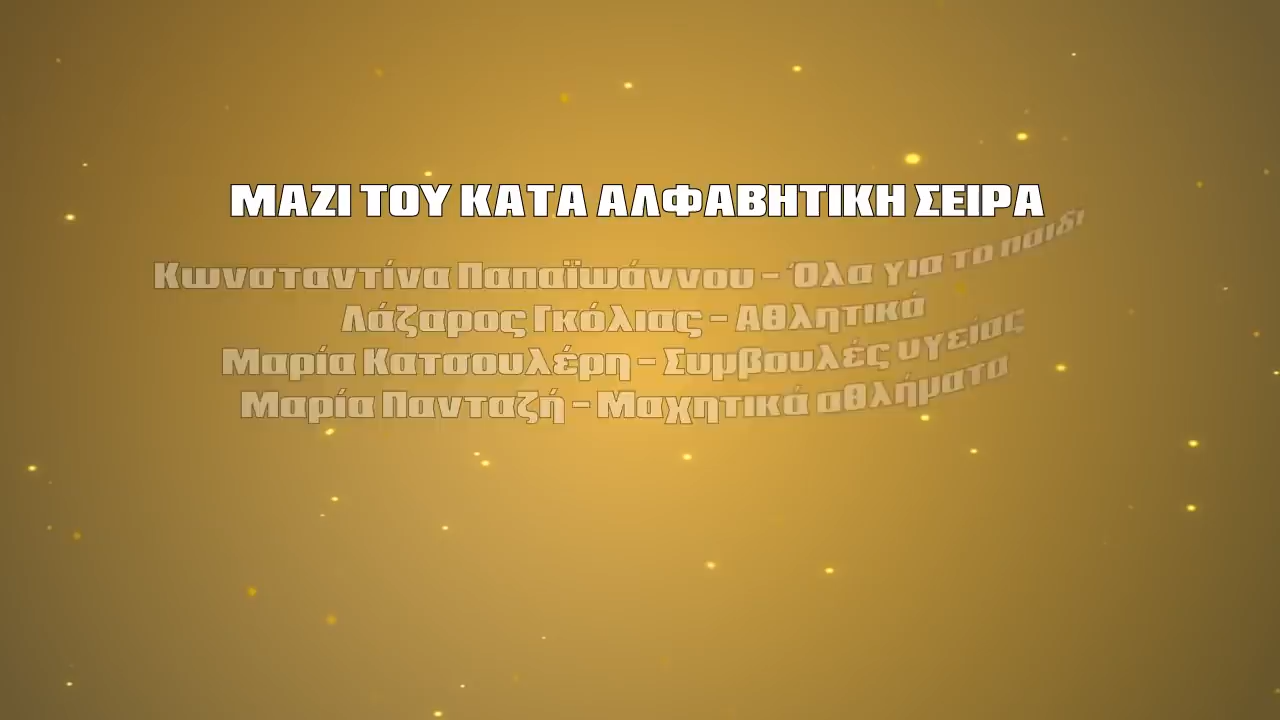 ΜΑΖΙ ΤΟΥ ΚΑΤΑ ΑΛΦΑΒΗΤΙΚΗ ΣΕΙΡΑ
Κωνσταντίνα Παπαϊωάννου - Όλα για το παιδί
Λάζαρος Γκόλιας - Αθλητικά
Μαρία Κατσουλέρη - Συμβουλές υγείας
Μαρία Πανταζή - Μαχητικά αθλήματα